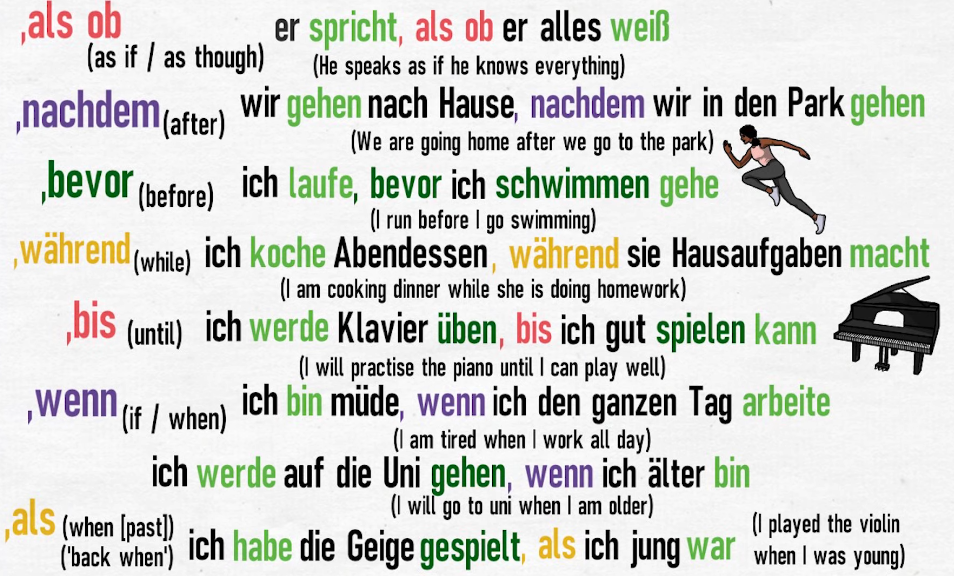 ,als ob er spricht, als ob er alles weiß
(as if / as though) (He speaks as if he knows everything)
,nachdem (after) wir gehen nach Hause, nachdem wir in den Park gehen
(We are going home after we go to the park)
,bevor (before) ich laufe, bevor ich schwimmen gehe
(I run before I go swimming)
,während (while) ich koche Abendessen, während sie Hausaufgaben macht
(I am cooking dinner while she is doing homework)
,bis (until) ich werde Klavier üben, bis ich gut spielen kann
(I will practise the piano until I can play well)
,wenn (if / when) ich bin müde, wenn ich den ganzen Tag arbeite
(I am tired when I work all day)
ich werde auf die Uni gehen, wenn ich älter bin
(I will go to uni when I am older)
,als (when [past]) ('back when') ich habe die Geige gespielt, als ich jung war
(I played the violin
when I was young)